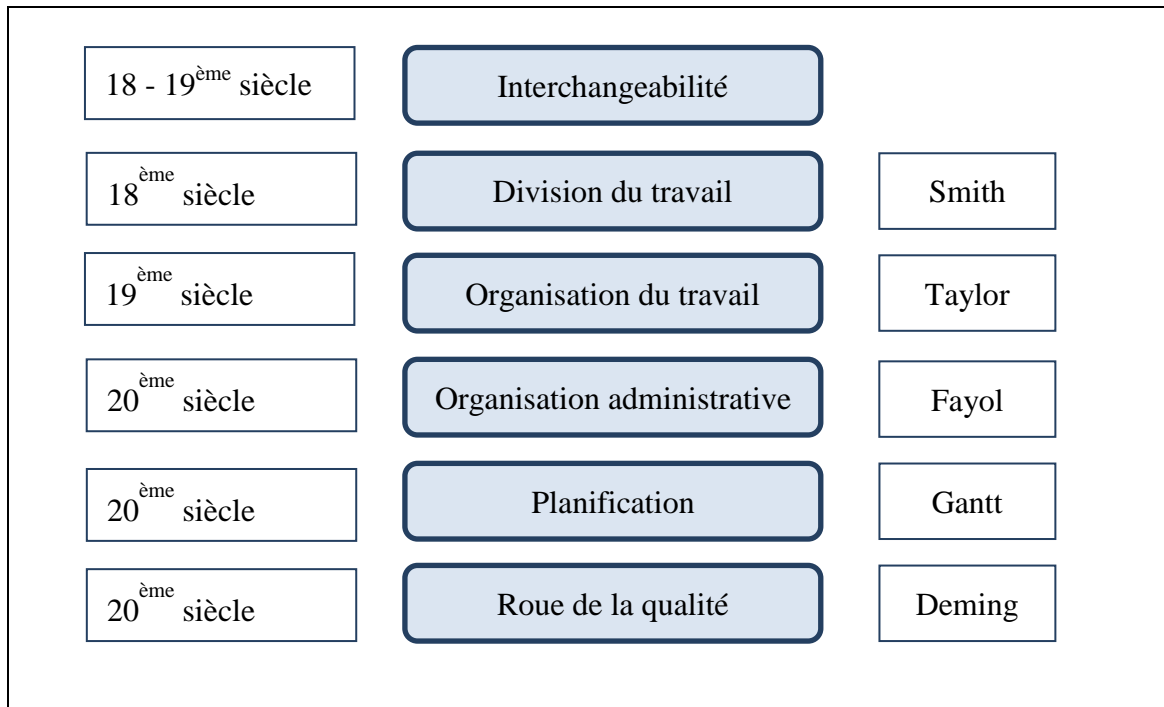 18 - 19ème siècle Interchangeabilité
18ème siècle Division du travail Smith
19ème siècle Organisation du travail Taylor
20ème siècle Organisation administrative Fayol
20ème siècle Planification Gantt
20ème siècle Roue de la qualité Deming